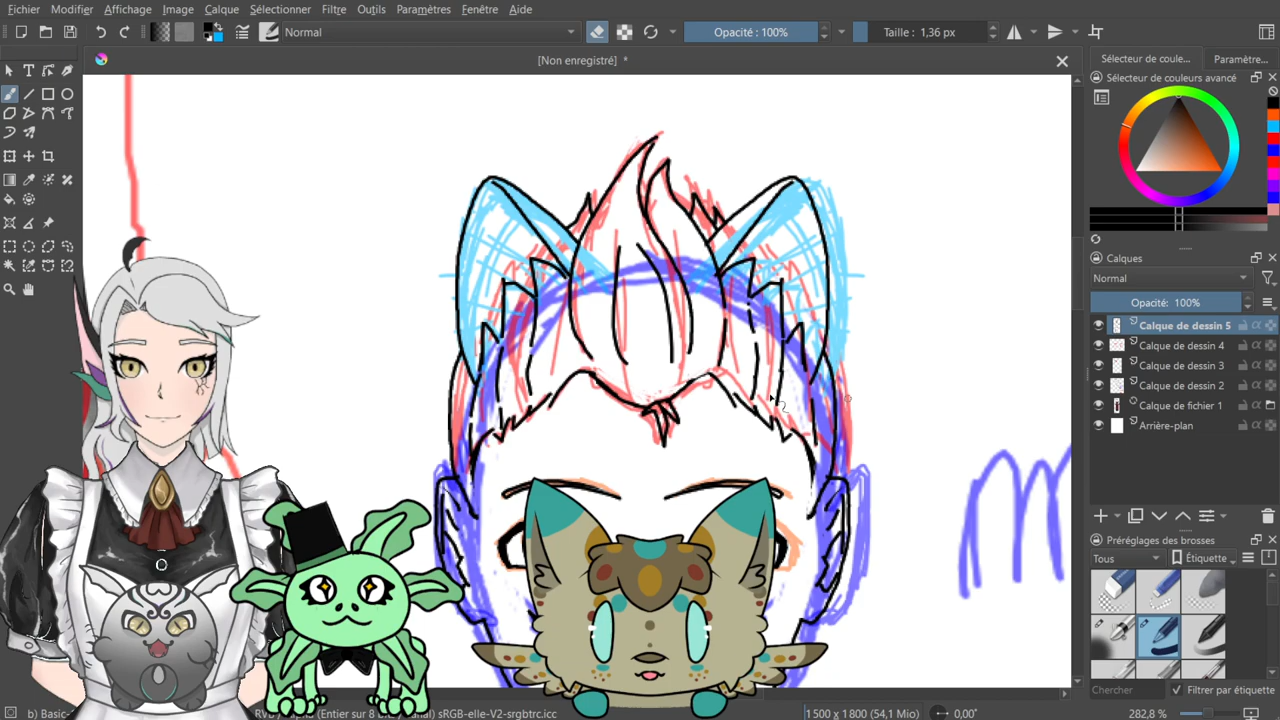 Fichier Modifier Affichage Image Calque Sélectionner Filtre Outils Paramètres Fenêtre Aide
Normal Opacité : 100% Taille : 1,36 px
[Non enregistré] *
Sélecteur de coule... Paramètre...
Sélecteur de couleurs avancé
Calques
Normal
Opacité: 100%
Calque de dessin 5
Calque de dessin 4
Calque de dessin 3
Calque de dessin 2
Calque de fichier 1
Arrière-plan
Préréglages des brosses
Tous Étiquette
Chercher Filtrer par étiquette
b) Basic- (Entier sur 8 sRGB-elle-V2-srgbtrc.icc 1 500 x 1 800 (54,1 Mio) 0,00° 282,8 %